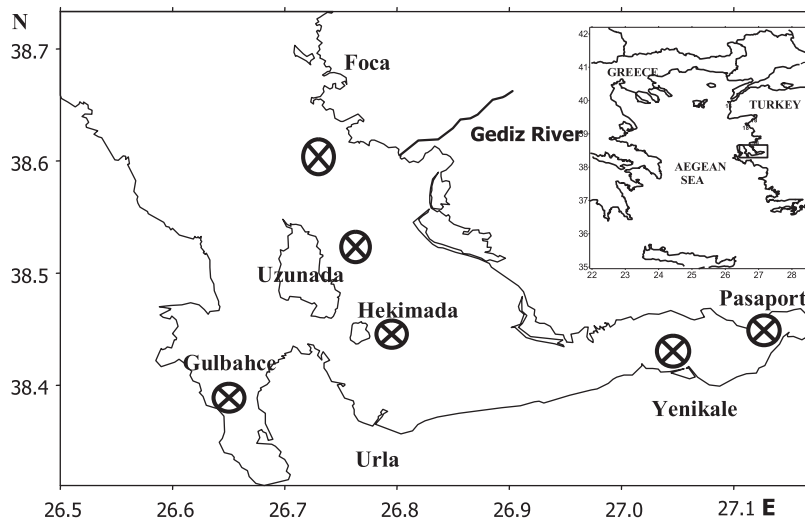 N
38.7
38.6
38.5
38.4
26.5
26.6
26.7
26.8
26.9
27.0
27.1
E
Foca
Gediz River
Uzunada
Hekimada
Gulbahce
Urla
Yenikale
Pasaport
42
41
40
39
38
37
36
35
22
23
24
25
26
27
28
GREECE
TURKEY
AEGEAN
SEA